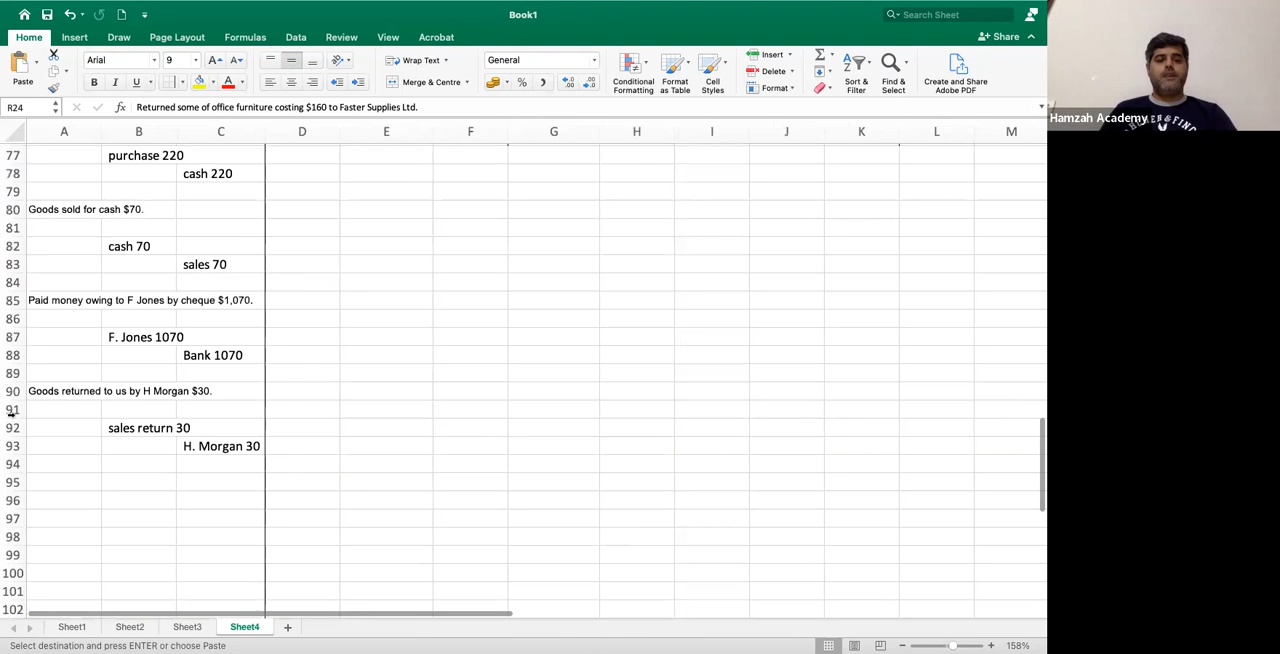 Book1
Search Sheet
Home Insert Draw Page Layout Formulas Data Review View Acrobat
Share
Paste
Arial 9
A A
B I U A
Wrap Text
Merge & Centre
General
%
Conditional Formatting
Format as Table
Cell Styles
Insert
Delete
Format
Sort & Filter
Find & Select
Create and Share Adobe PDF
R24 fx Returned some of office furniture costing $160 to Faster Supplies Ltd.
A B C D E F G H I J K L M
77 purchase 220
78 cash 220
79
80 Goods sold for cash $70.
81
82 cash 70
83 sales 70
84
85 Paid money owing to F Jones by cheque $1,070.
86
87 F. Jones 1070
88 Bank 1070
89
90 Goods returned to us by H Morgan $30.
91
92 sales return 30
93 H. Morgan 30
94
95
96
97
98
99
100
101
102
Sheet1 Sheet2 Sheet3 Sheet4 +
Select destination and press ENTER or choose Paste
158%
Hamzah Academy